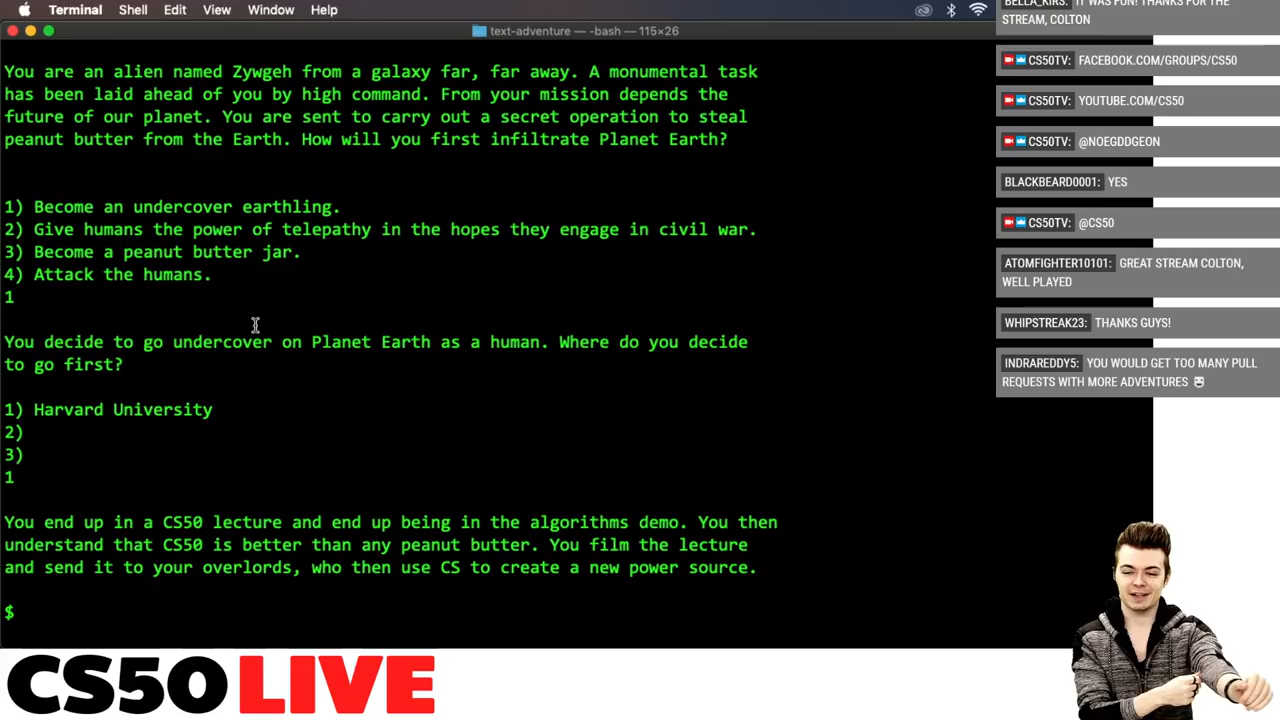 Terminal Shell Edit View Window Help
text-adventure — -bash — 115×26
You are an alien named Zywgeh from a galaxy far, far away. A monumental task
has been laid ahead of you by high command. From your mission depends the
future of our planet. You are sent to carry out a secret operation to steal
peanut butter from the Earth. How will you first infiltrate Planet Earth?
1) Become an undercover earthling.
2) Give humans the power of telepathy in the hopes they engage in civil war.
3) Become a peanut butter jar.
4) Attack the humans.
1
You decide to go undercover on Planet Earth as a human. Where do you decide
to go first?
1) Harvard University
2)
3)
1
You end up in a CS50 lecture and end up being in the algorithms demo. You then
understand that CS50 is better than any peanut butter. You film the lecture
and send it to your overlords, who then use CS to create a new power source.
$
BELLA_KIRS: IT WAS FUN! THANKS FOR THE
STREAM, COLTON
CS50TV: FACEBOOK.COM/GROUPS/CS50
CS50TV: YOUTUBE.COM/CS50
CS50TV: @NOEGDDGEON
BLACKBEARD0001: YES
CS50TV: @CS50
ATOMFIGHTER10101: GREAT STREAM COLTON,
WELL PLAYED
WHIPSTREAK23: THANKS GUYS!
INDRAREDDY5: YOU WOULD GET TOO MANY PULL
REQUESTS WITH MORE ADVENTURES
CS50 LIVE